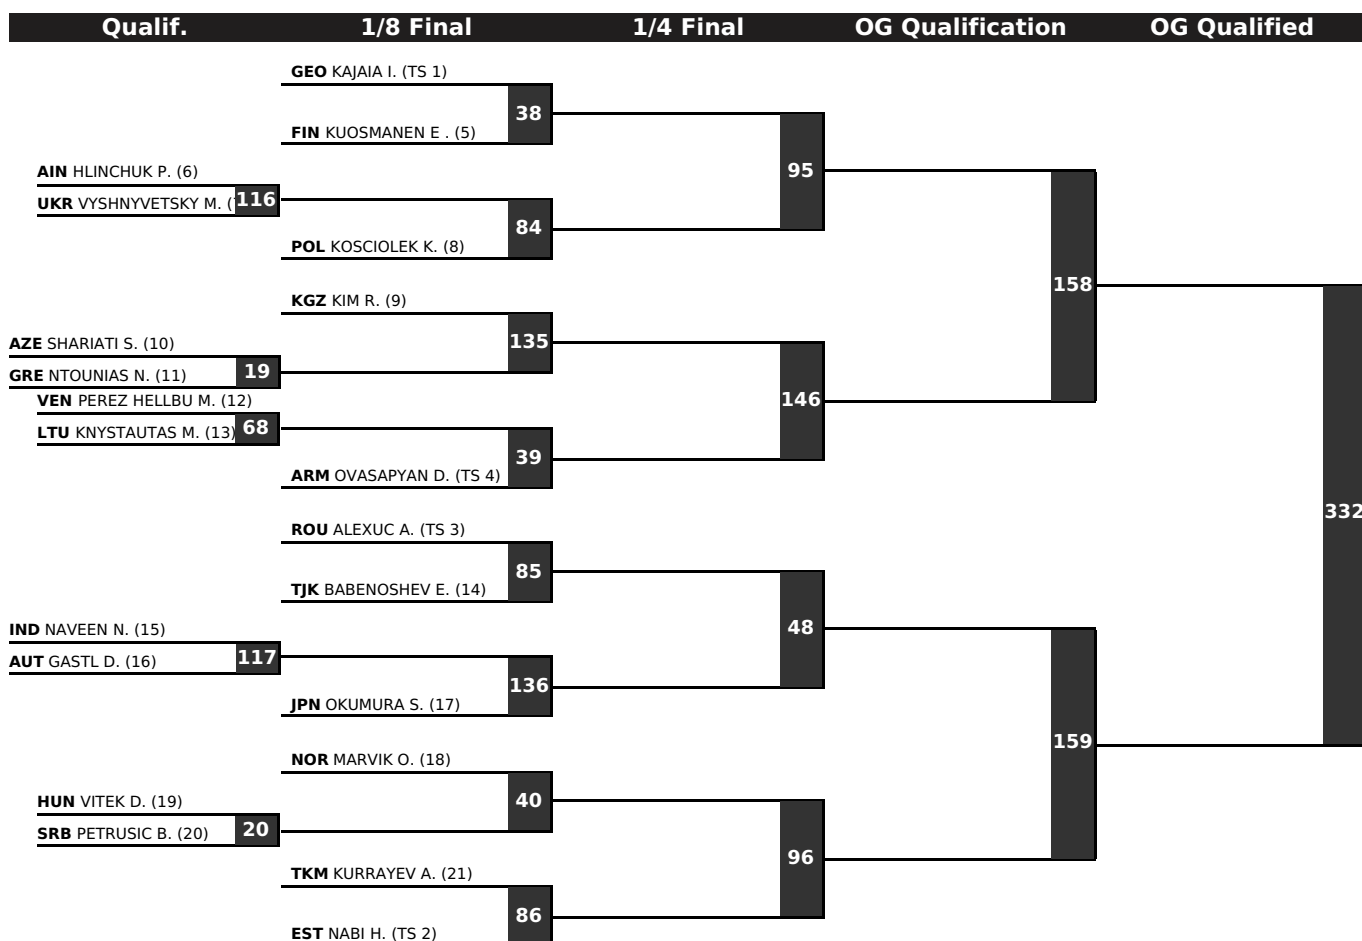 Qualif. 1/8 Final 1/4 Final OG Qualification OG Qualified
GEO KAJAIA I. (TS 1)
38
FIN KUOSMANEN E . (5)
AIN HLINCHUK P. (6)
95
UKR VYSHNYVETSKY M. (
116
84
POL KOSCIOLEK K. (8)
158
KGZ KIM R. (9)
135
AZE SHARIATI S. (10)
GRE NTOUNIAS N. (11)
19
VEN PEREZ HELLBU M. (12)
146
LTU KNYSTAUTAS M. (13)
68
39
ARM OVASAPYAN D. (TS 4)
332
ROU ALEXUC A. (TS 3)
85
TJK BABENOSHEV E. (14)
IND NAVEEN N. (15)
48
AUT GASTL D. (16)
117
136
JPN OKUMURA S. (17)
159
NOR MARVIK O. (18)
40
HUN VITEK D. (19)
SRB PETRUSIC B. (20)
20
96
TKM KURRAYEV A. (21)
86
EST NABI H. (TS 2)